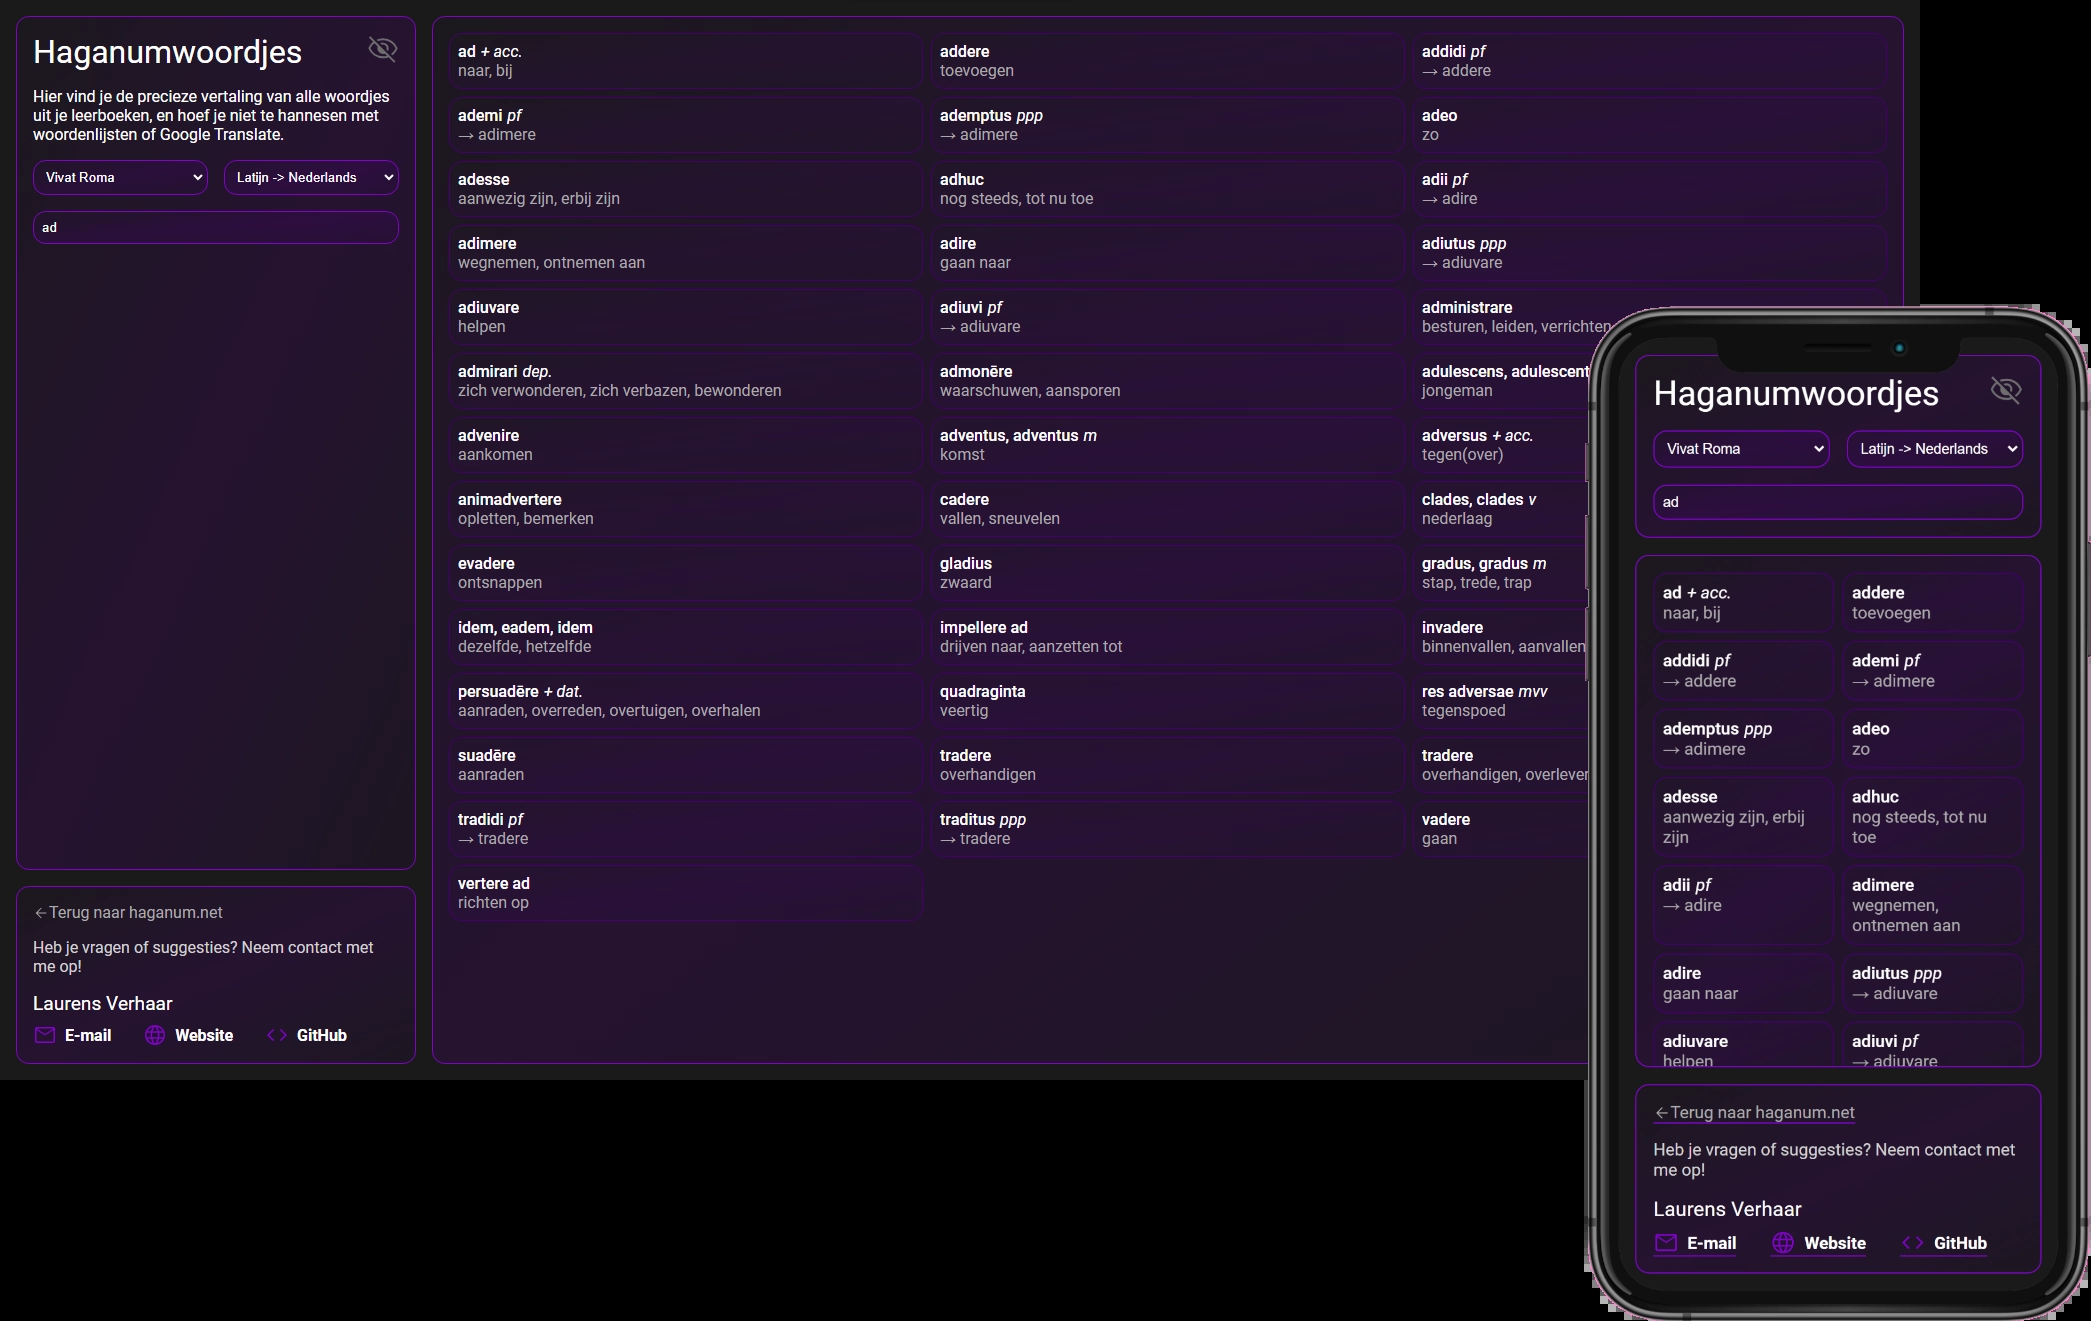 Haganumwoordjes
Hier vind je de precieze vertaling van alle woordjes
uit je leerboeken, en hoef je niet te hannesen met
woordenlijsten of Google Translate.
Vivat Roma
Latijn -> Nederlands
ad
← Terug naar haganum.net
Heb je vragen of suggesties? Neem contact met
me op!
Laurens Verhaar
E-mail
Website
GitHub
ad + acc.
naar, bij
addere
toevoegen
addidi pf
→ addere
ademi pf
→ adimere
ademptus ppp
→ adimere
adeo
zo
adesse
aanwezig zijn, erbij zijn
adhuc
nog steeds, tot nu toe
adii pf
→ adire
adimere
wegnemen, ontnemen aan
adire
gaan naar
adiutus ppp
→ adiuvare
adiuvare
helpen
adiuvi pf
→ adiuvare
administrare
besturen, leiden, verrichten
admirari dep.
zich verwonderen, zich verbazen, bewonderen
admonēre
waarschuwen, aansporen
adulescens, adulescent
jongeman
advenire
aankomen
adventus, adventus m
komst
adversus + acc.
tegen(over)
animadvertere
opletten, bemerken
cadere
vallen, sneuvelen
clades, clades v
nederlaag
evadere
ontsnappen
gladius
zwaard
gradus, gradus m
stap, trede, trap
idem, eadem, idem
dezelfde, hetzelfde
impellere ad
drijven naar, aanzetten tot
invadere
binnenvallen, aanvallen
persuadēre + dat.
aanraden, overreden, overtuigen, overhalen
quadraginta
veertig
res adversae mvv
tegenspoed
suadēre
aanraden
tradere
overhandigen
tradere
overhandigen, overlever
tradidi pf
→ tradere
traditus ppp
→ tradere
vadere
gaan
vertere ad
richten op
Haganumwoordjes
Vivat Roma
Latijn -> Nederlands
ad
ad + acc.
naar, bij
addere
toevoegen
addidi pf
→ addere
ademi pf
→ adimere
ademptus ppp
→ adimere
adeo
zo
adesse
aanwezig zijn, erbij
zijn
adhuc
nog steeds, tot nu
toe
adii pf
→ adire
adimere
wegnemen,
ontnemen aan
adire
gaan naar
adiutus ppp
→ adiuvare
adiuvare
helpen
adiuvi pf
→ adiuvare
← Terug naar haganum.net
Heb je vragen of suggesties? Neem contact met
me op!
Laurens Verhaar
E-mail
Website
GitHub